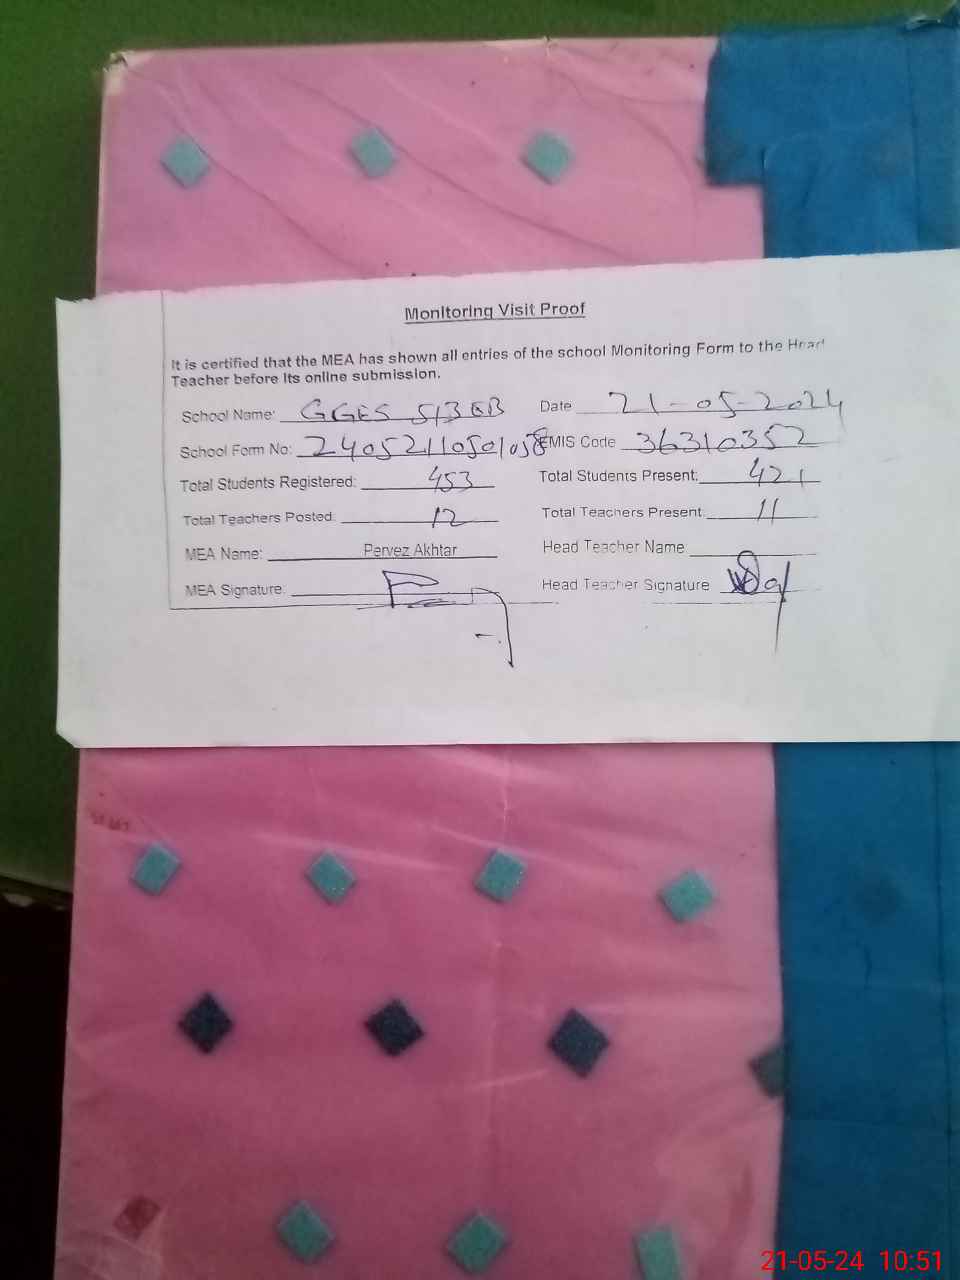 Monitoring Visit Proof
It is certified that the MEA has shown all entries of the school Monitoring Form to the Head
Teacher before its online submission.
School Name: GGES 513 EB Date 21-05-2024
School Form No: 24052110501058 EMIS Code 36310352
Total Students Registered: 453 Total Students Present: 421
Total Teachers Posted: 12 Total Teachers Present: 11
MEA Name: Pervez Akhtar Head Teacher Name
MEA Signature: Head Teacher Signature
21-05-24 10:51